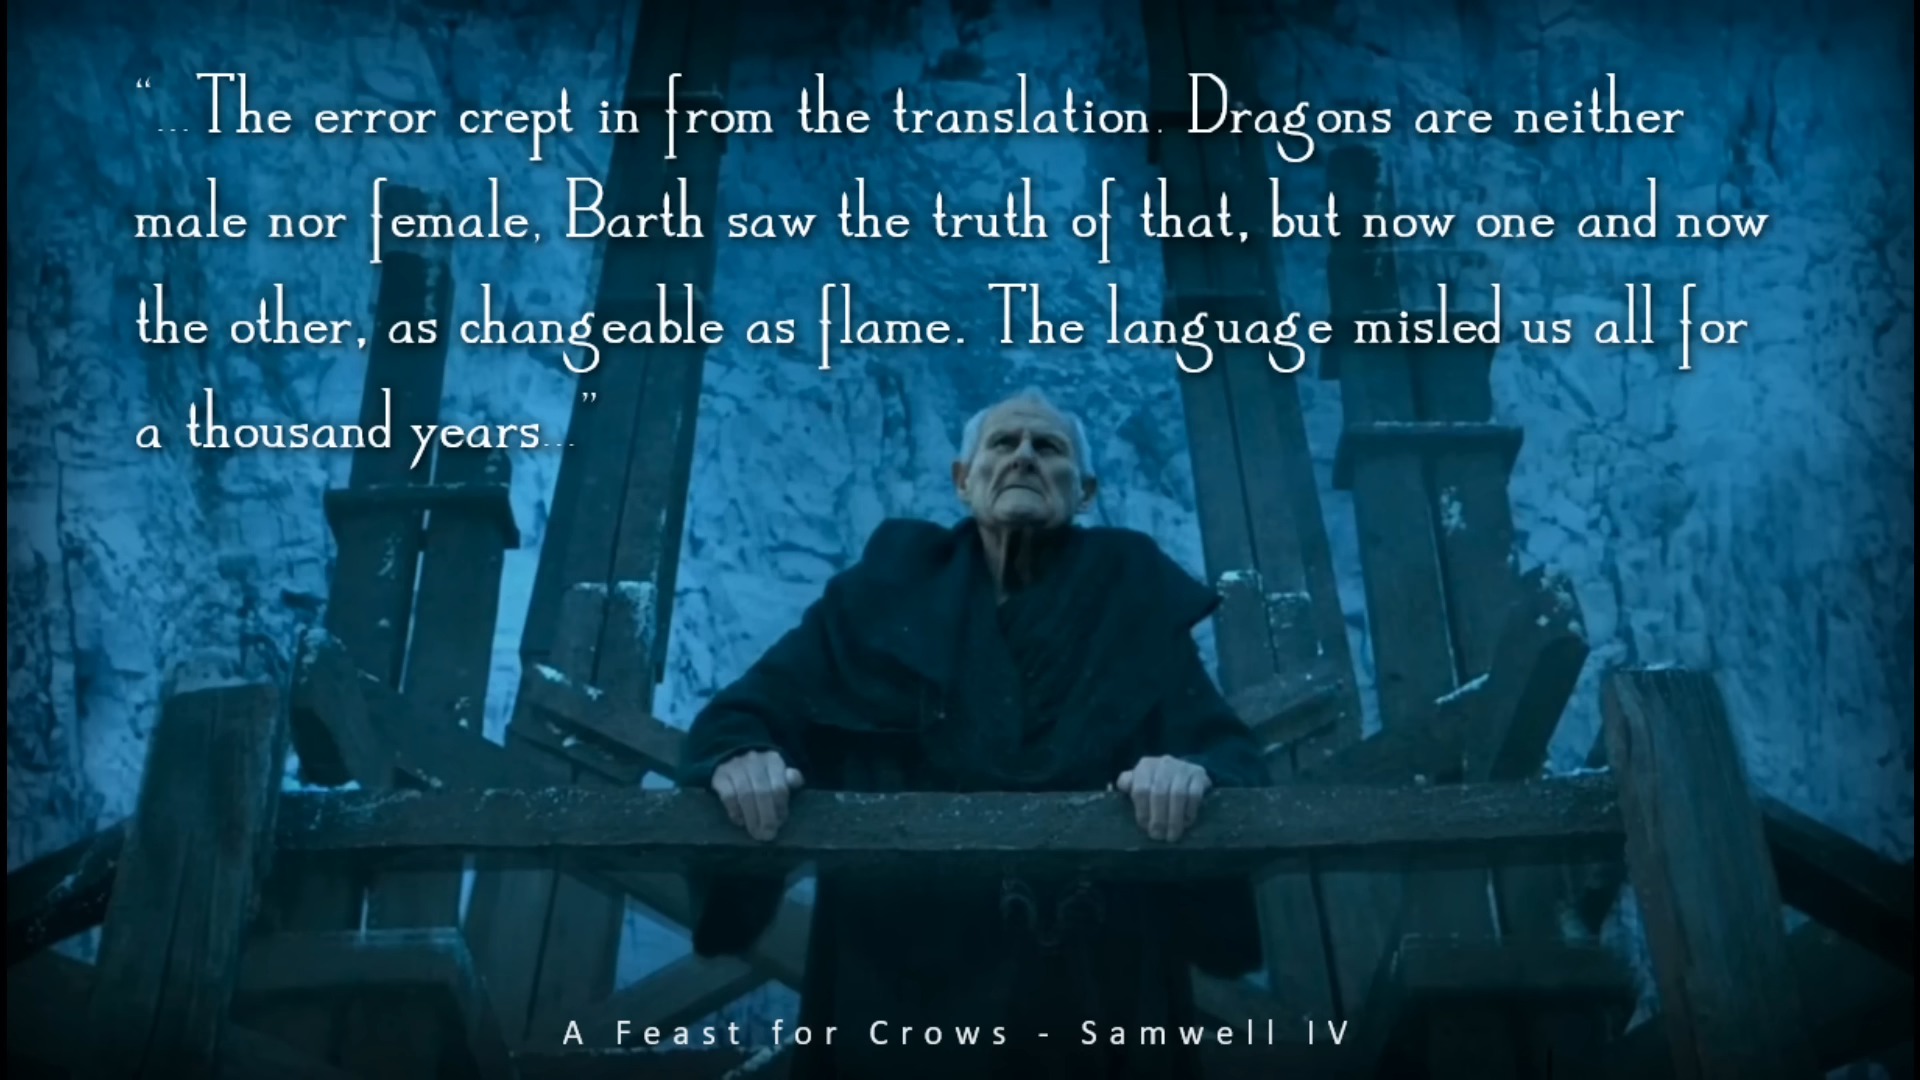 “...The error crept in from the translation. Dragons are neither
male nor female, Barth saw the truth of that, but now one and now
the other, as changeable as flame. The language misled us all for
a thousand years...”
A Feast for Crows - Samwell IV